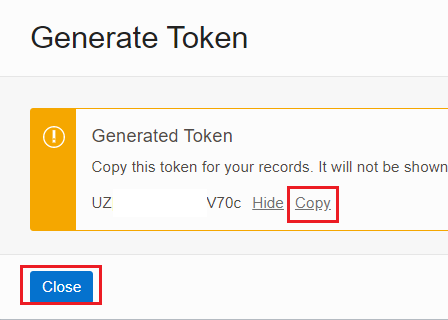 Generate Token
Generated Token
Copy this token for your records. It will not be shown
UZ V70c Hide Copy
Close